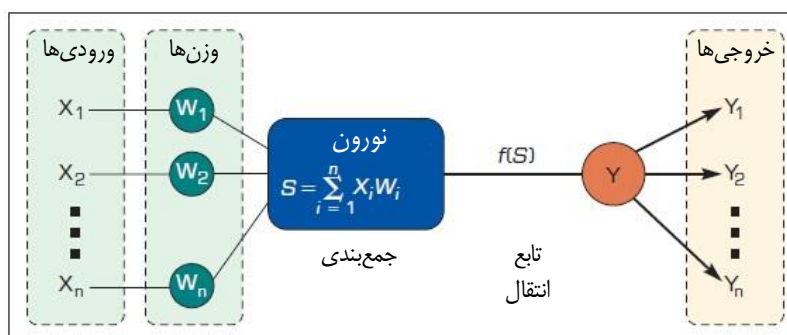 ورودی‌ها
وزن‌ها
خروجی‌ها
X₁
W₁
نورون
f(S)
Y₁
X₂
W₂
S = ∑ⁿᵢ₌₁ XᵢWᵢ
Y
Y₂
Xₙ
Wₙ
جمع‌بندی
تابع
انتقال
Yₙ